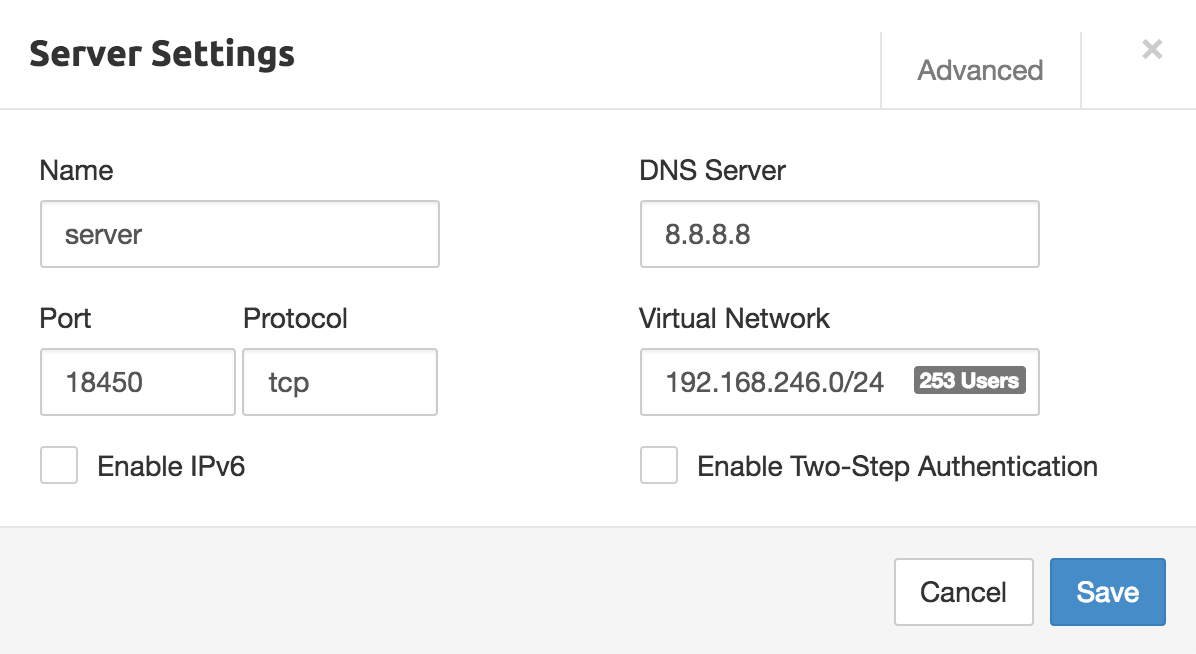 Server Settings
Advanced
×
Name
DNS Server
server
8.8.8.8
Port
Protocol
Virtual Network
18450
tcp
192.168.246.0/24
253 Users
Enable IPv6
Enable Two-Step Authentication
Cancel
Save